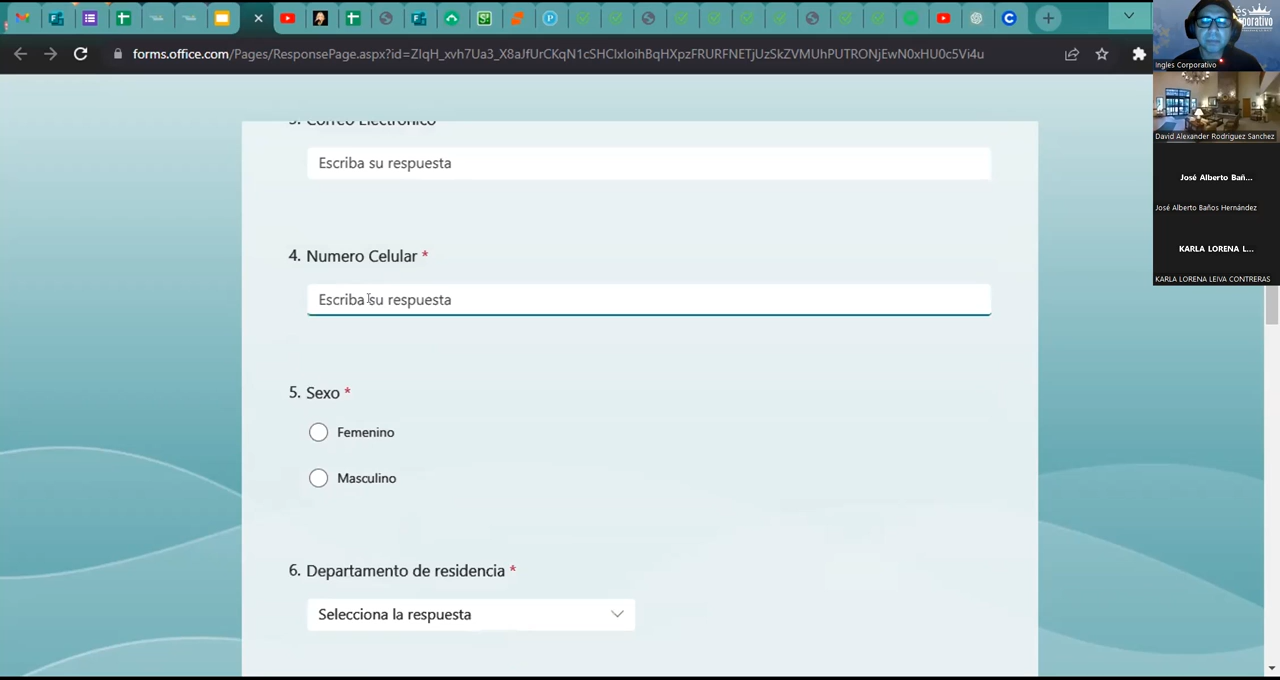 forms.office.com/Pages/ResponsePage.aspx?id=ZIqH_xvh7Ua3_X8aJfUrCKqN1cSHClxIoihBqHXpzFRURFNETjUzSkZVMUhPUTRONjEwN0xHU0c5Vi4u
Correo Electronico
Escriba su respuesta
4. Numero Celular *
Escriba su respuesta
5. Sexo *
Femenino
Masculino
6. Departamento de residencia *
Selecciona la respuesta
Ingles Corporativo
David Alexander Rodriguez Sanchez
José Alberto Bañ...
José Alberto Baños Hernández
KARLA LORENA L...
KARLA LORENA LEIVA CONTRERAS